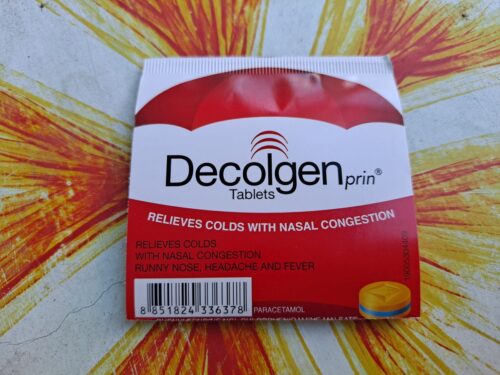 Decolgen prin®
Tablets
RELIEVES COLDS WITH NASAL CONGESTION
RELIEVES COLDS
WITH NASAL CONGESTION
RUNNY NOSE, HEADACHE AND FEVER
8 851824 336378
PARACETAMOL